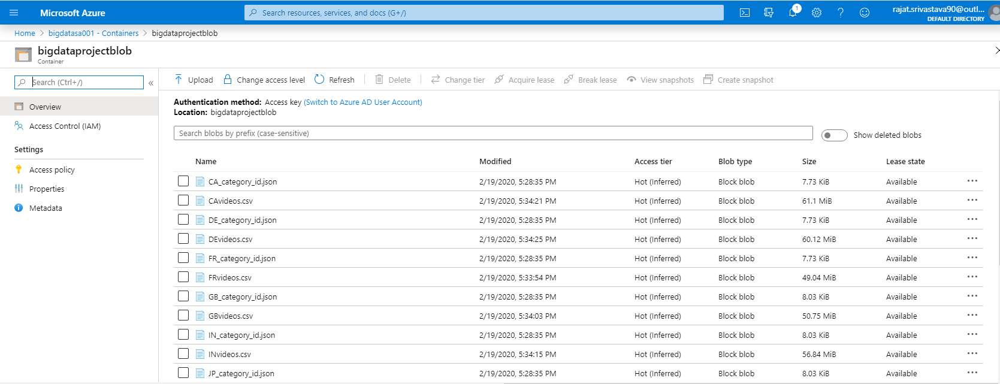 Microsoft Azure
Search resources, services, and docs (G+/)
1
rajat.srivastava90@outl...
DEFAULT DIRECTORY
Home > bigdatasa001 - Containers > bigdataprojectblob
bigdataprojectblob
Container
Search (Ctrl+/)
«
Overview
Access Control (IAM)
Settings
Access policy
Properties
Metadata
Upload Change access level Refresh Delete Change tier Acquire lease Break lease View snapshots Create snapshot
Authentication method: Access key (Switch to Azure AD User Account)
Location: bigdataprojectblob
Search blobs by prefix (case-sensitive)
Show deleted blobs
Name Modified Access tier Blob type Size Lease state
CA_category_id.json 2/19/2020, 5:28:35 PM Hot (Inferred) Block blob 7.73 KiB Available ...
CAvideos.csv 2/19/2020, 5:34:21 PM Hot (Inferred) Block blob 61.1 MiB Available ...
DE_category_id.json 2/19/2020, 5:28:35 PM Hot (Inferred) Block blob 7.73 KiB Available ...
DEvideos.csv 2/19/2020, 5:34:25 PM Hot (Inferred) Block blob 60.12 MiB Available ...
FR_category_id.json 2/19/2020, 5:28:35 PM Hot (Inferred) Block blob 7.73 KiB Available ...
FRvideos.csv 2/19/2020, 5:33:54 PM Hot (Inferred) Block blob 49.04 MiB Available ...
GB_category_id.json 2/19/2020, 5:28:35 PM Hot (Inferred) Block blob 8.03 KiB Available ...
GBvideos.csv 2/19/2020, 5:34:03 PM Hot (Inferred) Block blob 50.75 MiB Available ...
IN_category_id.json 2/19/2020, 5:28:35 PM Hot (Inferred) Block blob 8.03 KiB Available ...
INvideos.csv 2/19/2020, 5:34:15 PM Hot (Inferred) Block blob 56.84 MiB Available ...
JP_category_id.json 2/19/2020, 5:28:35 PM Hot (Inferred) Block blob 8.03 KiB Available ...